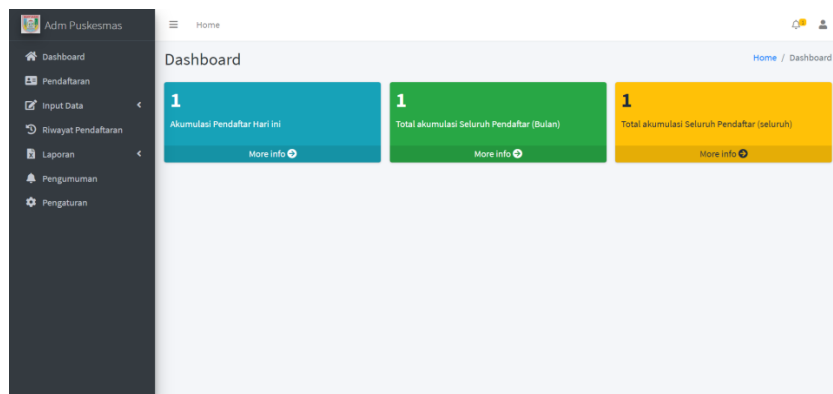 Adm Puskesmas
Dashboard
Pendaftaran
Input Data
Riwayat Pendaftaran
Laporan
Pengumuman
Pengaturan
Home
Dashboard
Home / Dashboard
1
Akumulasi Pendaftar Hari ini
More info
1
Total akumulasi Seluruh Pendaftar (Bulan)
More info
1
Total akumulasi Seluruh Pendaftar (seluruh)
More info